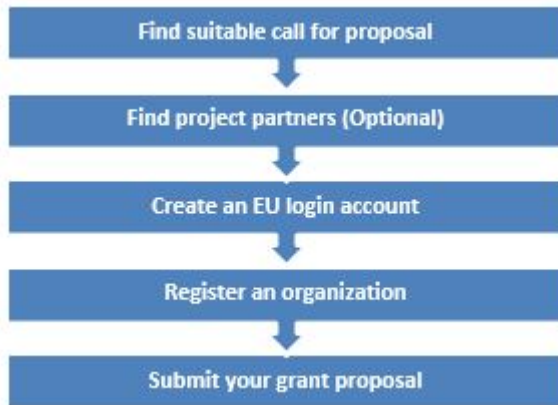 Find suitable call for proposal
Find project partners (Optional)
Create an EU login account
Register an organization
Submit your grant proposal